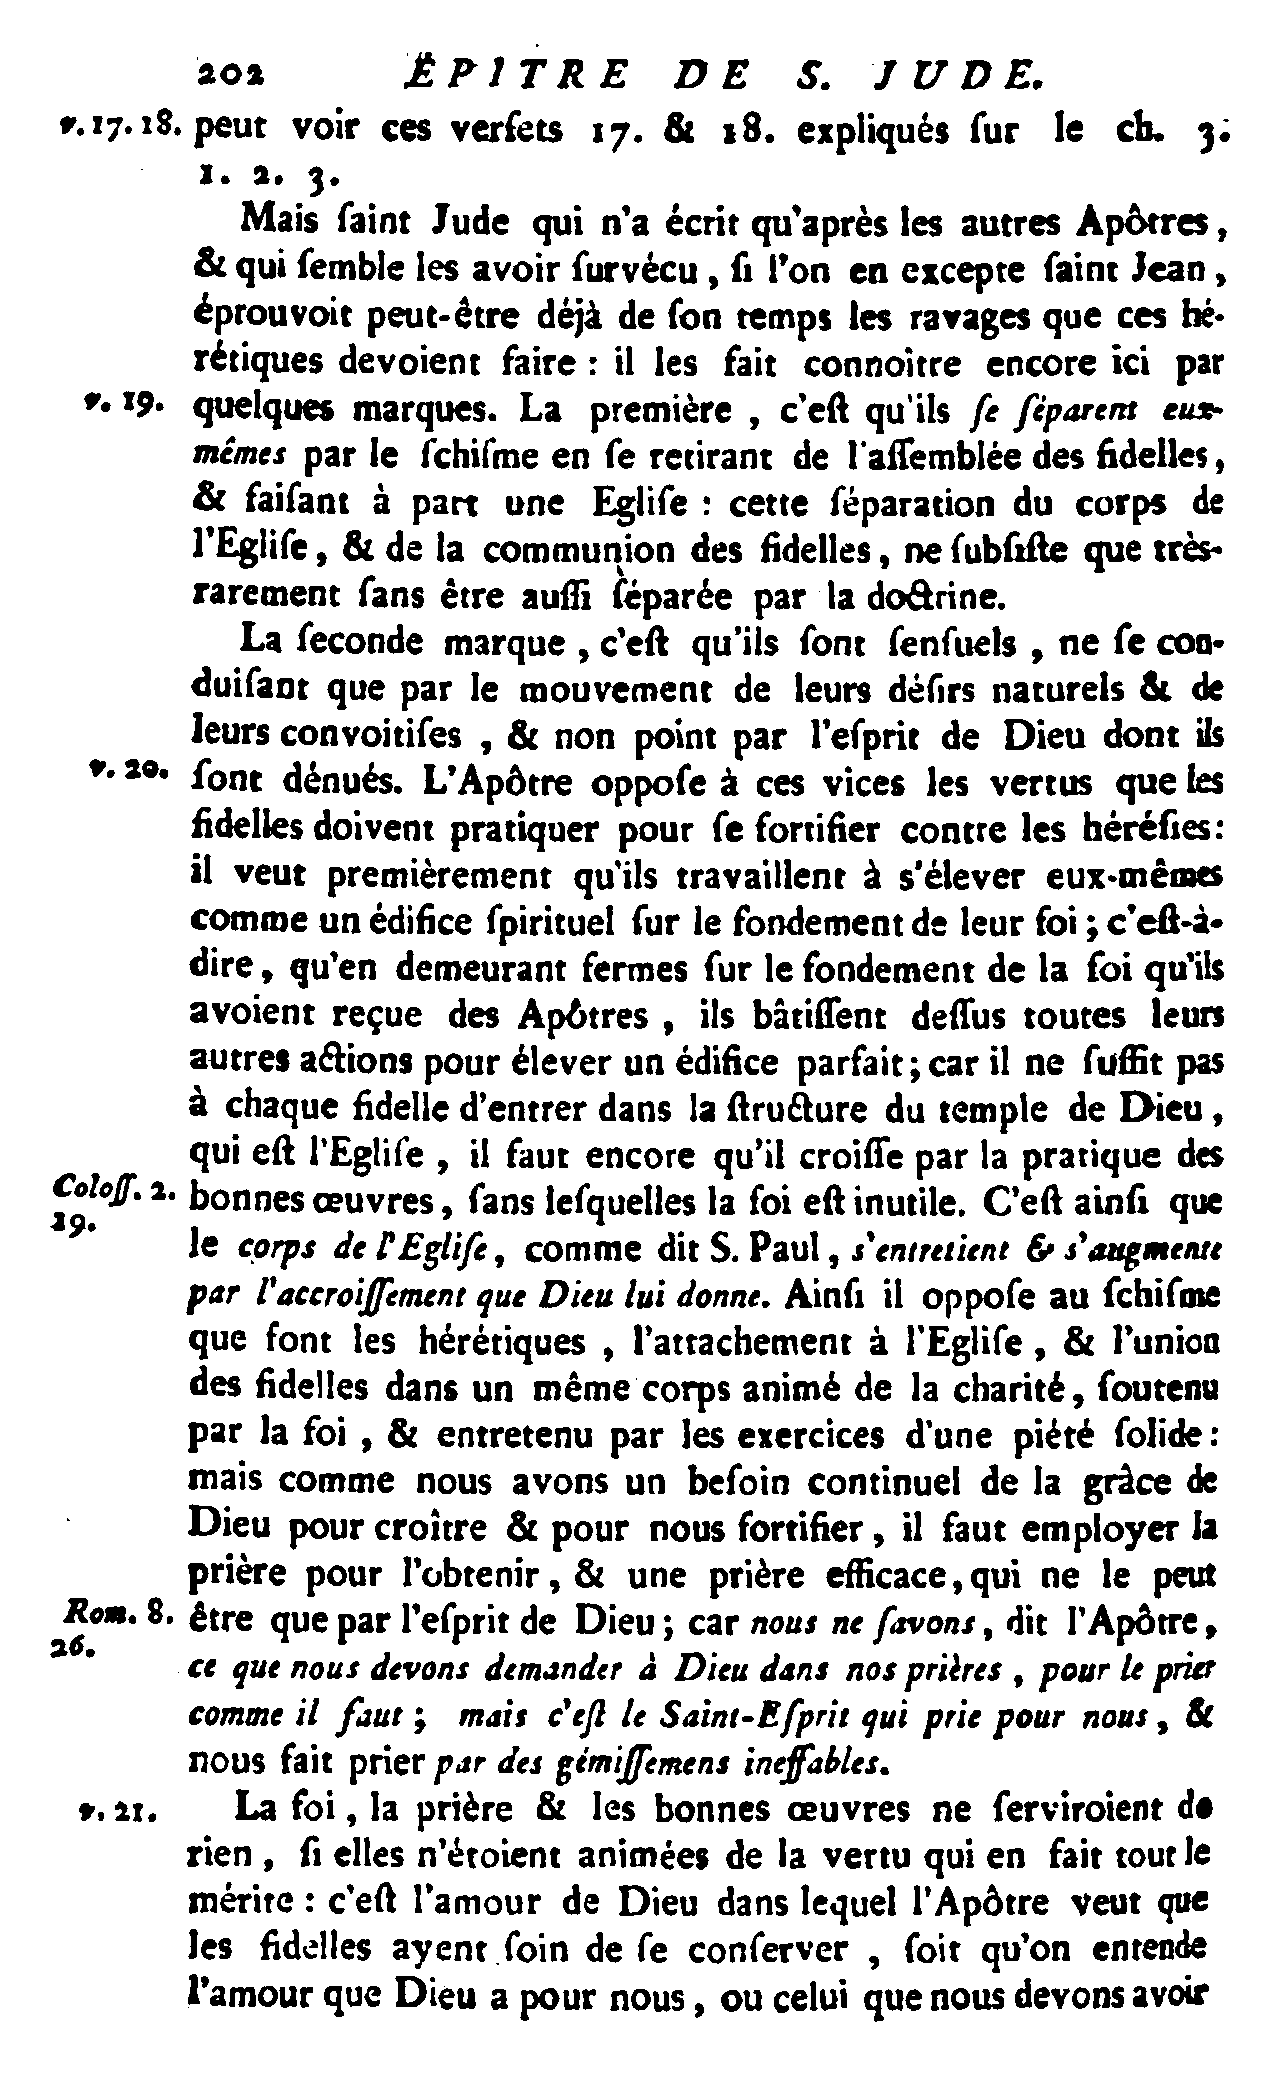 202 ÉPITRE DE S. JUDE.
v. 17. 18. peut voir ces verſets 17. & 18. expliqués ſur le ch. 3.
1. 2. 3.
Mais ſaint Jude qui n'a écrit qu'après les autres Apôtres,
& qui ſemble les avoir ſurvécu, ſi l'on en excepte ſaint Jean,
éprouvoit peut-être déjà de ſon temps les ravages que ces hé-
rétiques devoient faire : il les fait connoître encore ici par
v. 19. quelques marques. La première, c'eſt qu'ils ſe ſéparent eux-
mêmes par le ſchiſme en ſe retirant de l'aſſemblée des fidelles,
& faiſant à part une Egliſe : cette ſéparation du corps de
l'Egliſe, & de la communion des fidelles, ne ſubſiſte que très-
rarement ſans être auſſi ſéparée par la doctrine.
La ſeconde marque, c'eſt qu'ils ſont ſenſuels, ne ſe con-
duiſant que par le mouvement de leurs déſirs naturels & de
leurs convoitiſes, & non point par l'eſprit de Dieu dont ils
v. 20. ſont dénués. L'Apôtre oppoſe à ces vices les vertus que les
fidelles doivent pratiquer pour ſe fortifier contre les héréſies :
il veut premièrement qu'ils travaillent à s'élever eux-mêmes
comme un édifice ſpirituel ſur le fondement de leur foi ; c'eſt-à-
dire, qu'en demeurant fermes ſur le fondement de la foi qu'ils
avoient reçue des Apôtres, ils bâtiſſent deſſus toutes leurs
autres actions pour élever un édifice parfait ; car il ne ſuffit pas
à chaque fidelle d'entrer dans la ſtructure du temple de Dieu,
qui eſt l'Egliſe, il faut encore qu'il croiſſe par la pratique des
Coloſſ. 2. bonnes œuvres, ſans leſquelles la foi eſt inutile. C'eſt ainſi que
19. le corps de l'Egliſe, comme dit S. Paul, s'entretient & s'augmente
par l'accroiſſement que Dieu lui donne. Ainſi il oppoſe au ſchiſme
que font les hérétiques, l'attachement à l'Egliſe, & l'union
des fidelles dans un même corps animé de la charité, ſoutenu
par la foi, & entretenu par les exercices d'une piété ſolide :
mais comme nous avons un beſoin continuel de la grâce de
Dieu pour croître & pour nous fortifier, il faut employer la
prière pour l'obtenir, & une prière efficace, qui ne le peut
Rom. 8. être que par l'eſprit de Dieu ; car nous ne ſavons, dit l'Apôtre,
26. ce que nous devons demander à Dieu dans nos prières, pour le prier
comme il faut ; mais c'eſt le Saint-Eſprit qui prie pour nous, &
nous fait prier par des gémiſſemens ineffables.
v. 21. La foi, la prière & les bonnes œuvres ne ſerviroient de
rien, ſi elles n'étoient animées de la vertu qui en fait tout le
mérite : c'eſt l'amour de Dieu dans lequel l'Apôtre veut que
les fidelles ayent ſoin de ſe conſerver, ſoit qu'on entende
l'amour que Dieu a pour nous, ou celui que nous devons avoir